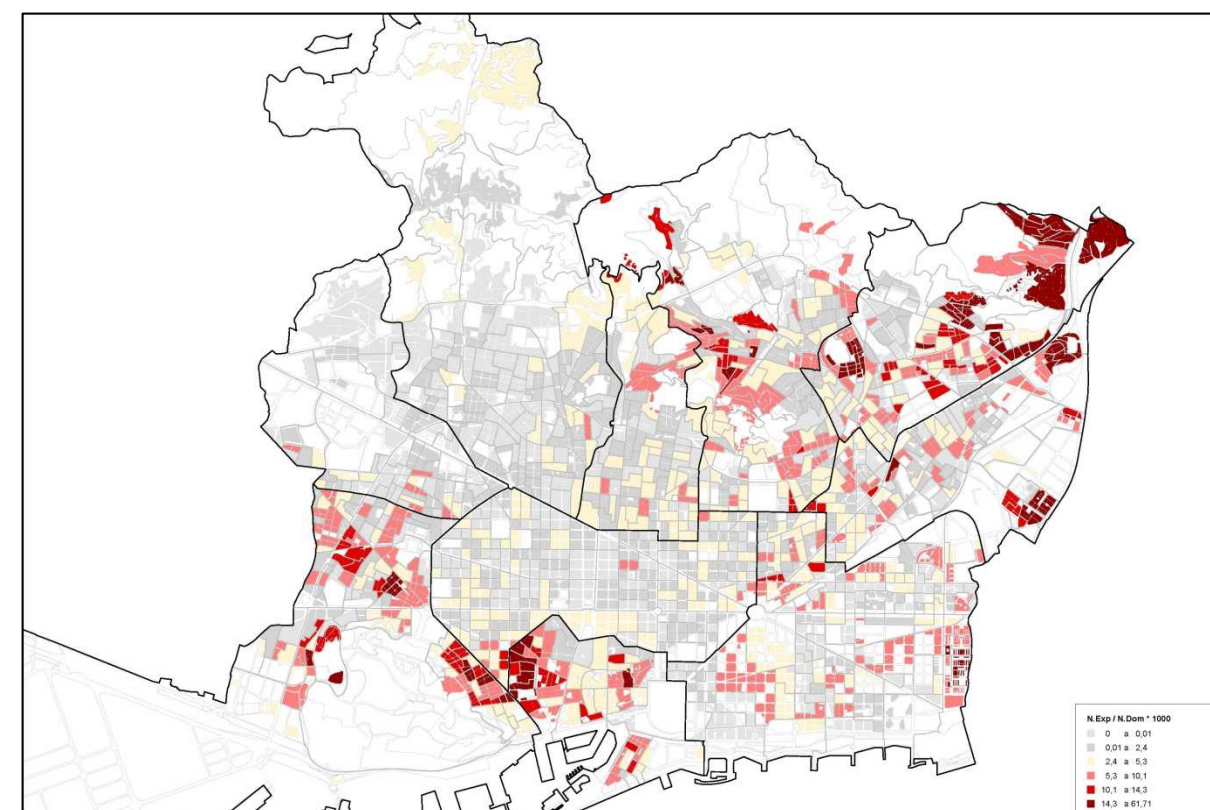 N.Exp / N.Dom * 1000
0 a 0,01
0,01 a 2,4
2,4 a 5,3
5,3 a 10,1
10,1 a 14,3
14,3 a 61,71